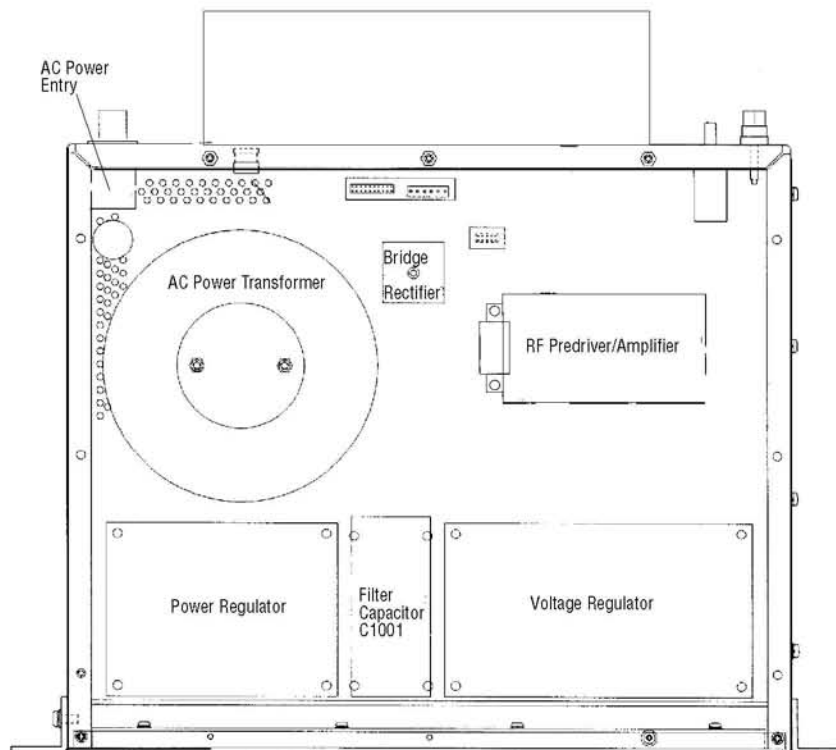 AC Power
Entry
AC Power Transformer
Bridge
Rectifier
RF Predriver/Amplifier
Power Regulator
Filter
Capacitor
C1001
Voltage Regulator